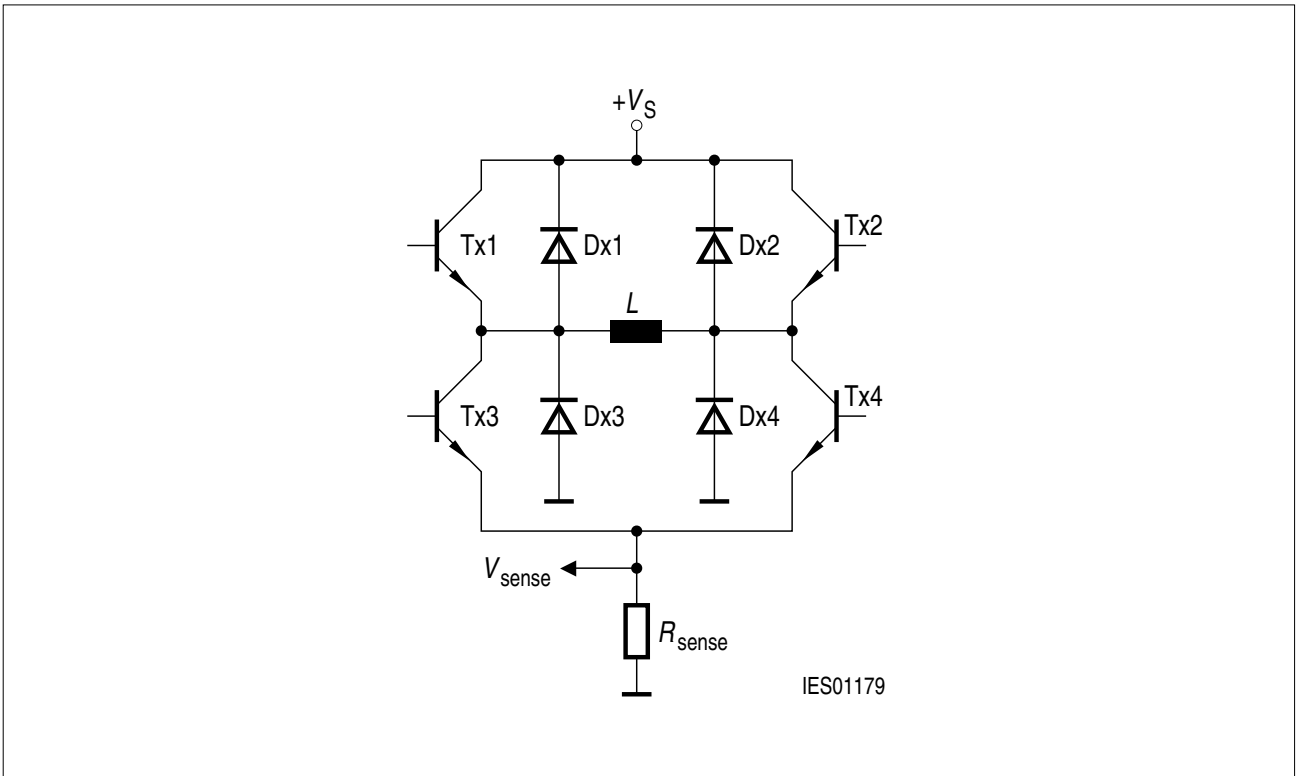 +VS
Tx1
Dx1
Dx2
Tx2
L
Tx3
Dx3
Dx4
Tx4
Vsense
Rsense
IES01179